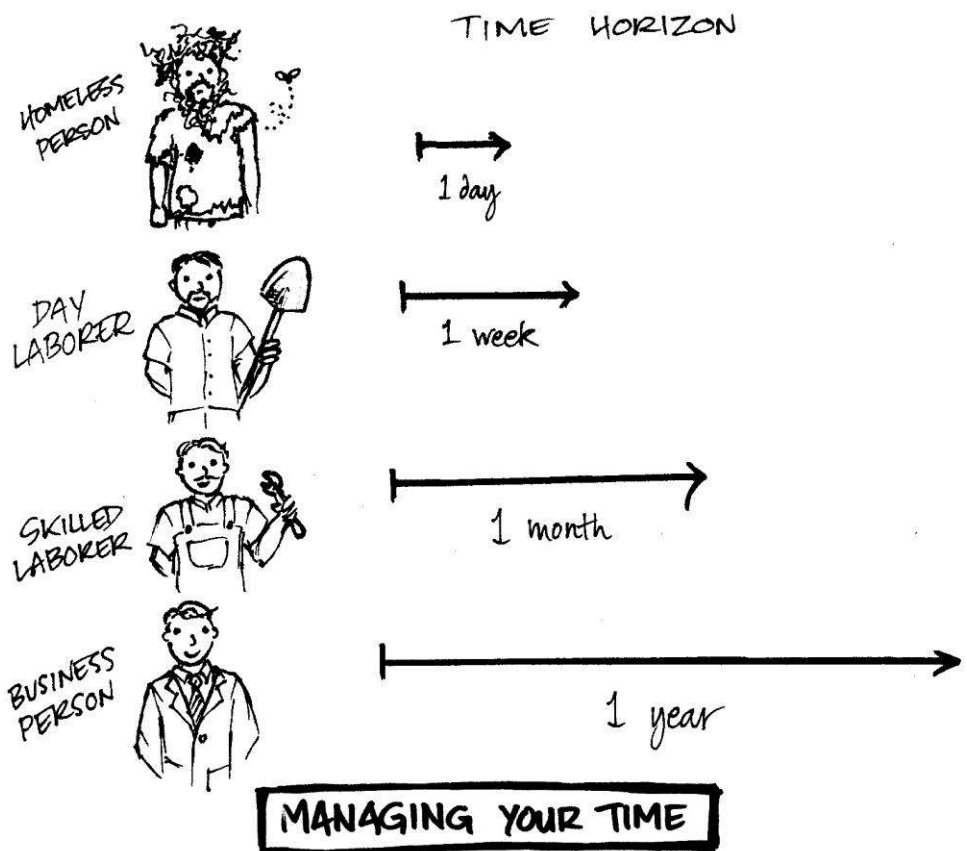 TIME HORIZON
HOMELESS
PERSON
1 day
DAY
LABORER
1 week
SKILLED
LABORER
1 month
BUSINESS
PERSON
1 year
MANAGING YOUR TIME